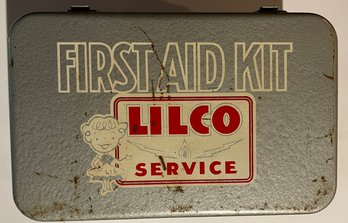 FIRST AID KIT
LILCO
SERVICE